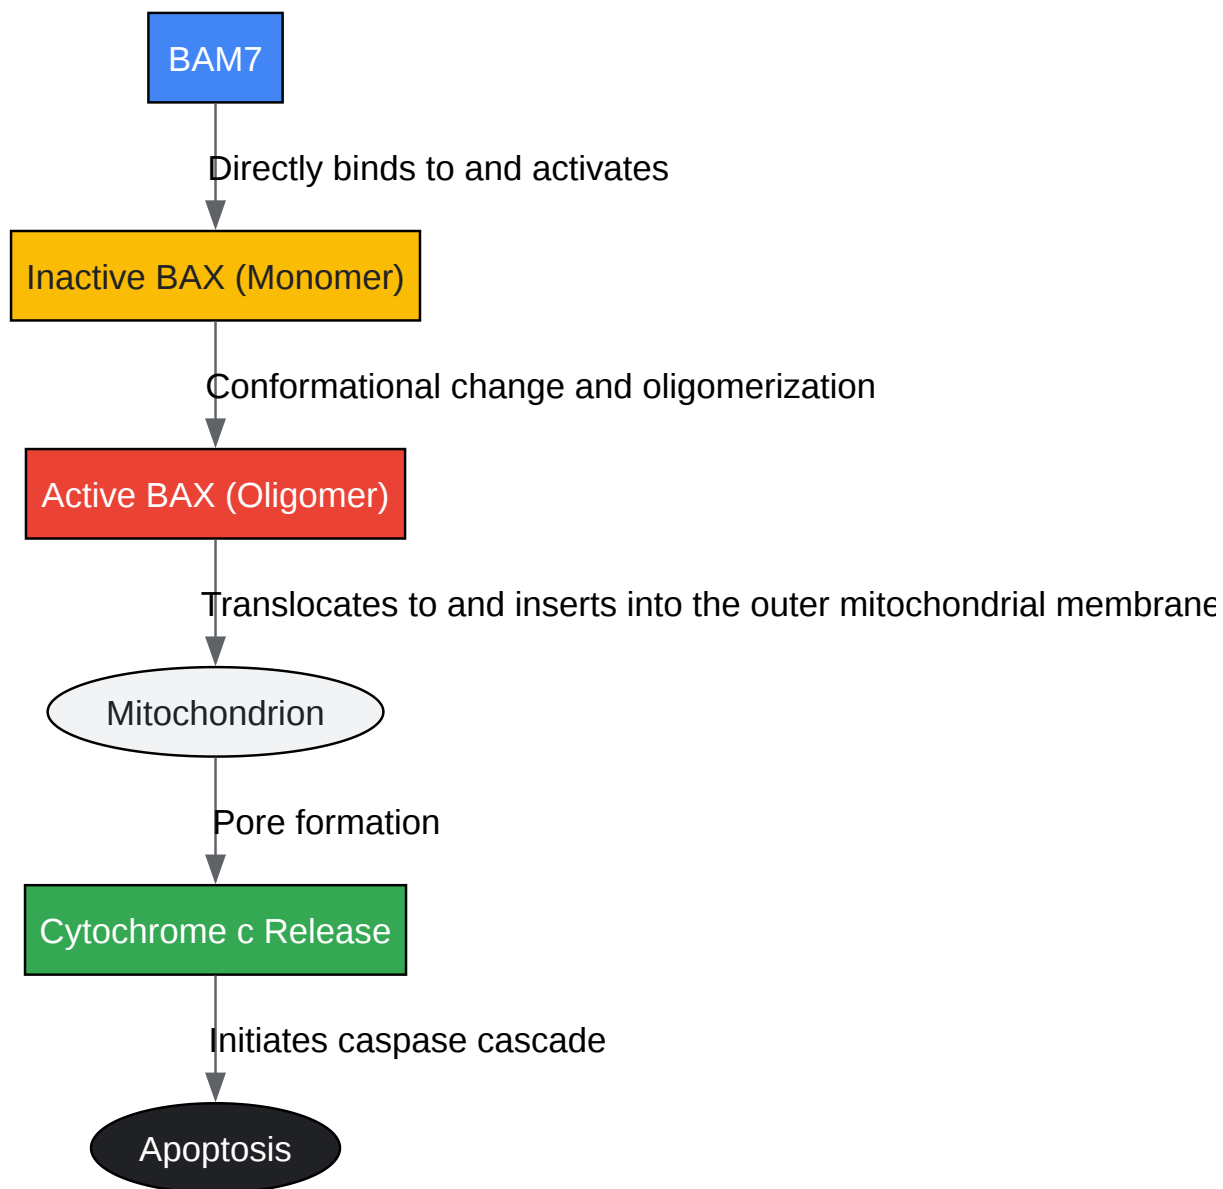 BAM7
Directly binds to and activates
Inactive BAX (Monomer)
Conformational change and oligomerization
Active BAX (Oligomer)
Translocates to and inserts into the outer mitochondrial membrane
Mitochondrion
Pore formation
Cytochrome c Release
Initiates caspase cascade
Apoptosis